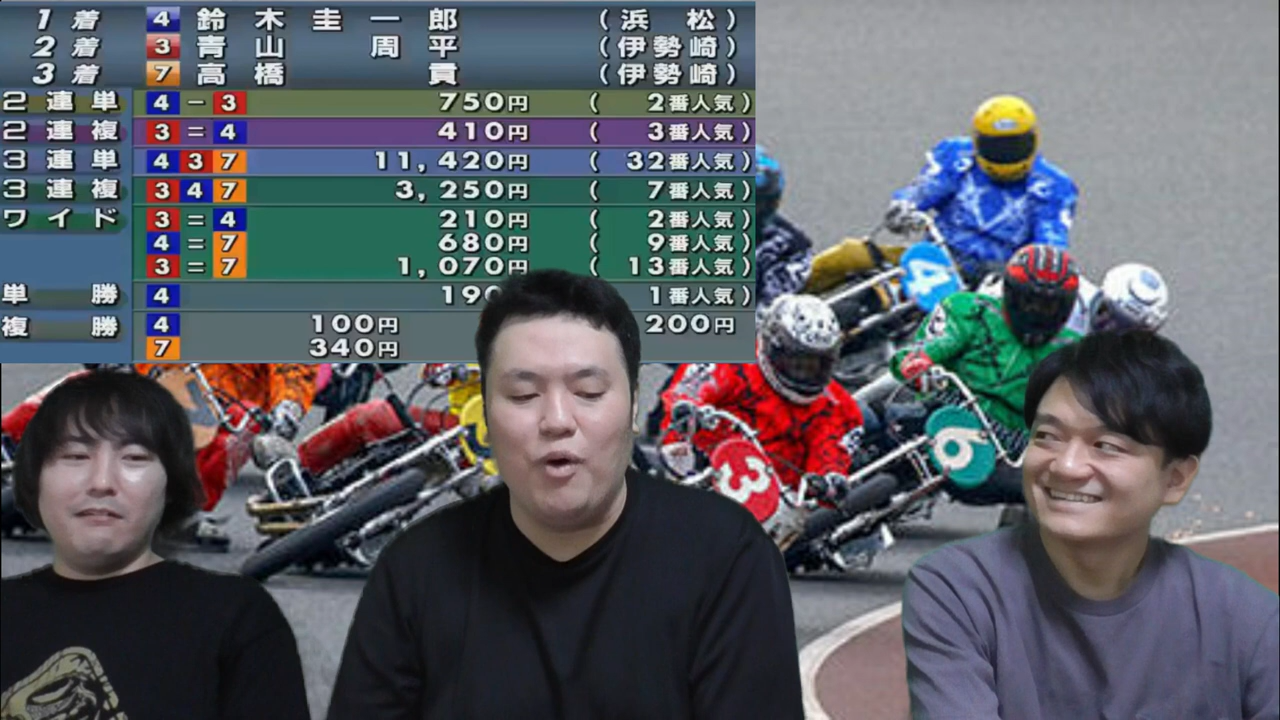 1着 4 鈴木圭一郎 (浜松)
2着 3 青山周平 (伊勢崎)
3着 7 高橋貢 (伊勢崎)
2連単 4-3 750円 (2番人気)
2連複 3=4 410円 (3番人気)
3連単 4 3 7 11,420円 (32番人気)
3連複 3 4 7 3,250円 (7番人気)
ワイド 3=4 210円 (2番人気)
4=7 680円 (9番人気)
3=7 1,070円 (13番人気)
単勝 4 190 1番人気)
複勝 4 100円 200円
7 340円
4
3
6